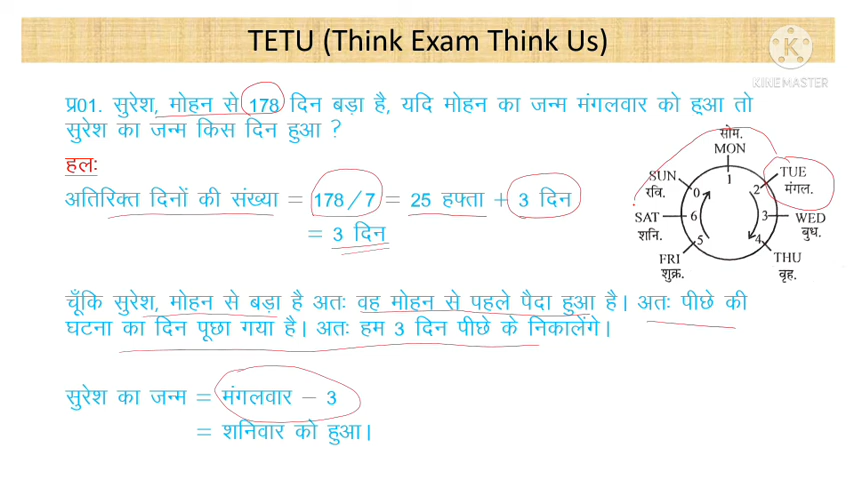 TETU (Think Exam Think Us)
K
KINEMASTER
प्र01. सुरेश, मोहन से 178 दिन बड़ा है, यदि मोहन का जन्म मंगलवार को हुआ तो
सुरेश का जन्म किस दिन हुआ ?
हलः
अतिरिक्त दिनों की संख्या = 178/7 = 25 हफ्ता + 3 दिन
= 3 दिन
सोम.
MON
1
SUN
रवि.
0
TUE
मंगल.
2
SAT
शनि.
6
WED
बुध.
3
FRI
शुक्र.
5
THU
वृह.
4
चूँकि सुरेश, मोहन से बड़ा है अतः वह मोहन से पहले पैदा हुआ है। अतः पीछे की
घटना का दिन पूछा गया है। अतः हम 3 दिन पीछे के निकालेंगे।
सुरेश का जन्म = मंगलवार – 3
= शनिवार को हुआ।